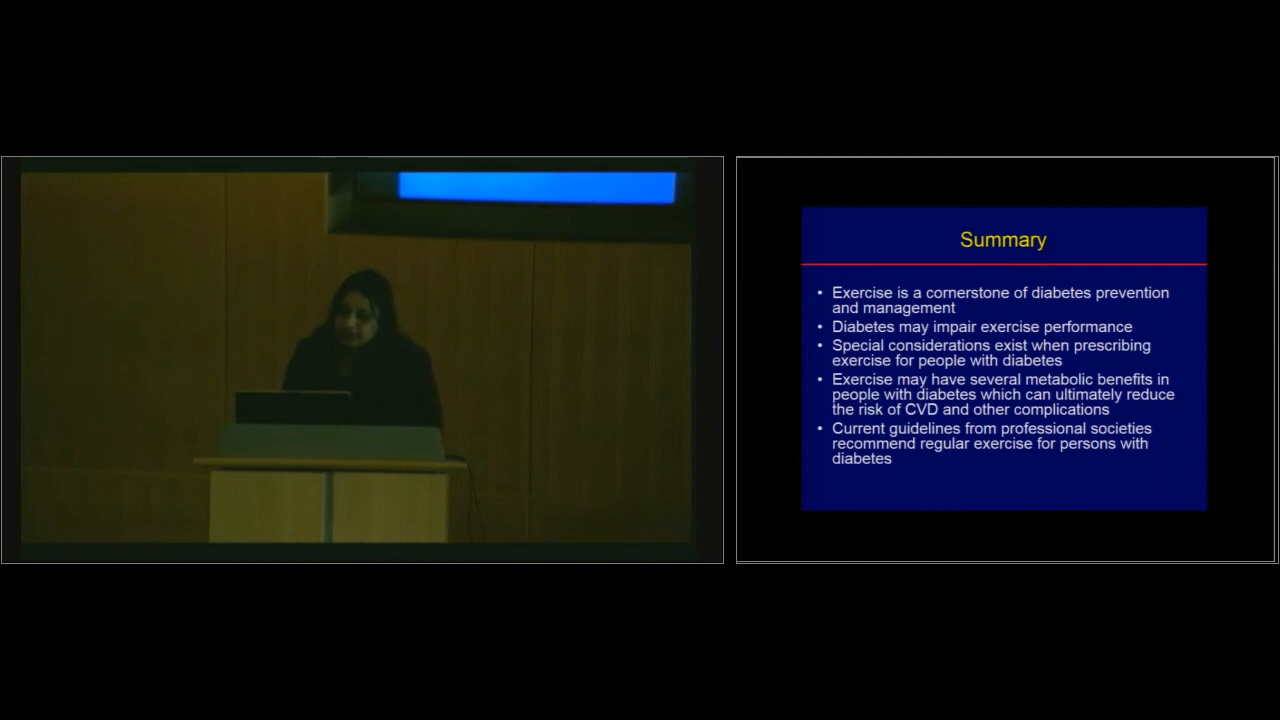 Summary
• Exercise is a cornerstone of diabetes prevention
and management
• Diabetes may impair exercise performance
• Special considerations exist when prescribing
exercise for people with diabetes
• Exercise may have several metabolic benefits in
people with diabetes which can ultimately reduce
the risk of CVD and other complications
• Current guidelines from professional societies
recommend regular exercise for persons with
diabetes